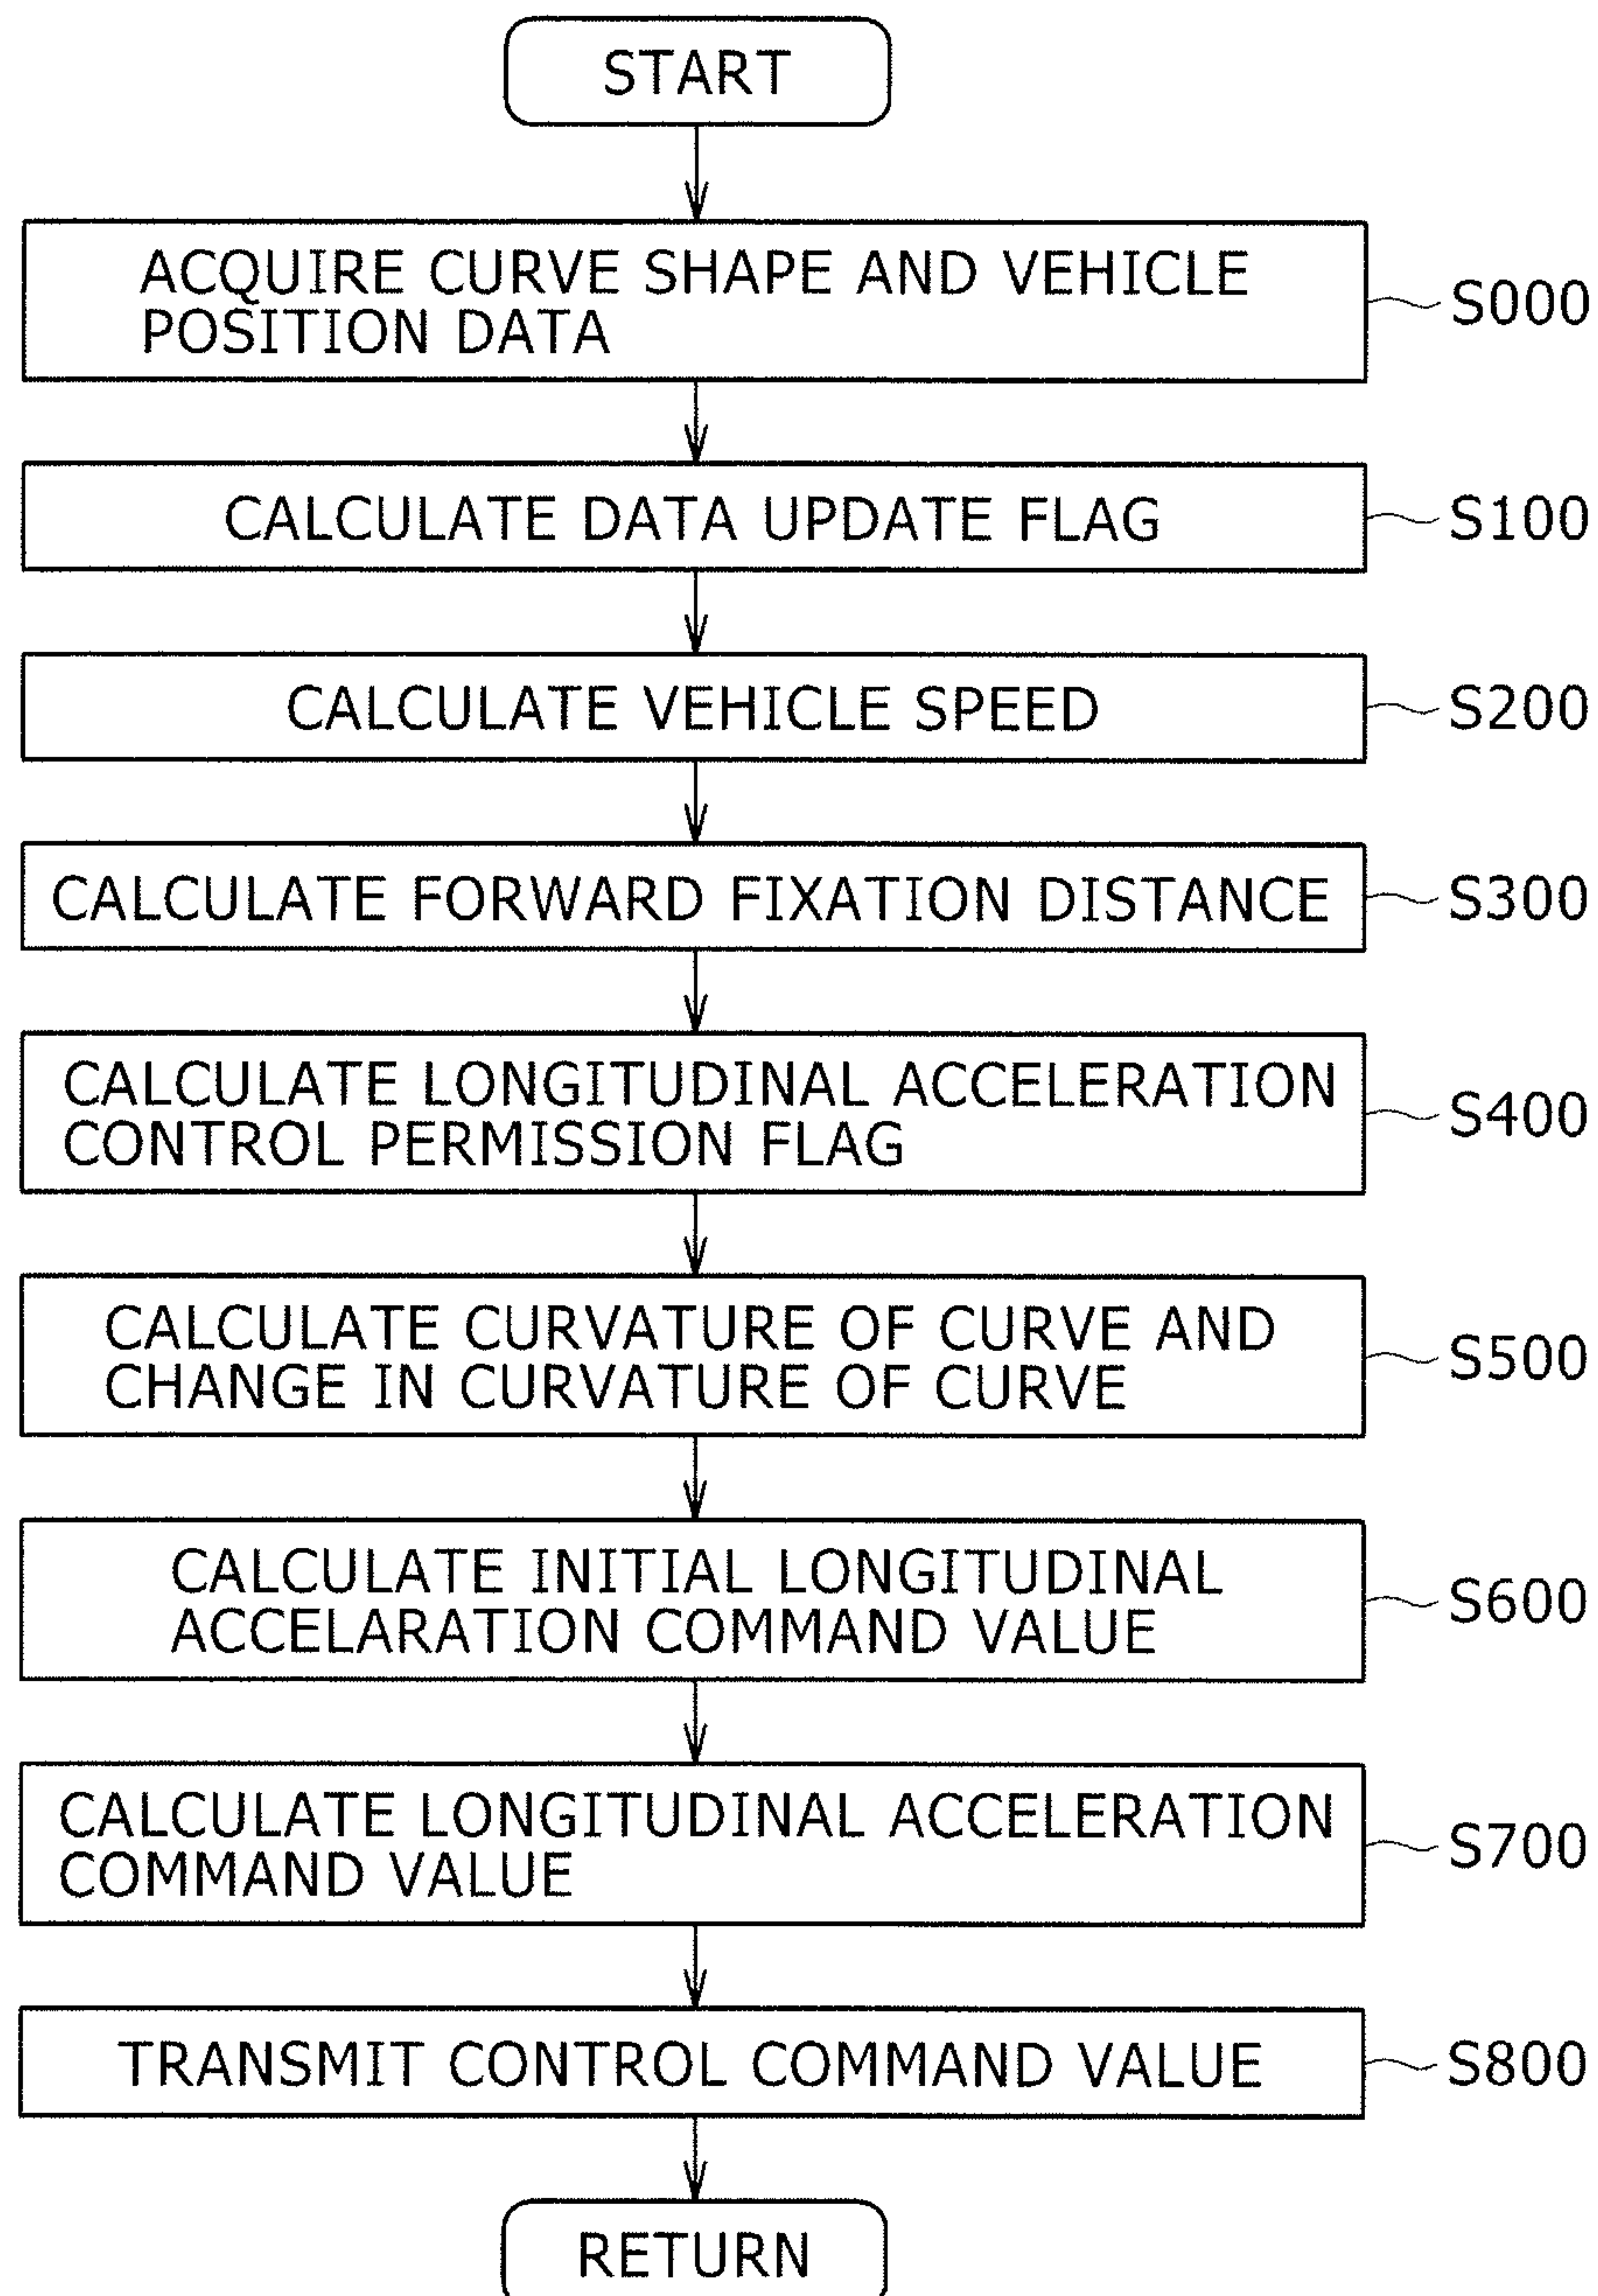 START
ACQUIRE CURVE SHAPE AND VEHICLE
POSITION DATA
S000
CALCULATE DATA UPDATE FLAG
S100
CALCULATE VEHICLE SPEED
S200
CALCULATE FORWARD FIXATION DISTANCE
S300
CALCULATE LONGITUDINAL ACCELERATION
CONTROL PERMISSION FLAG
S400
CALCULATE CURVATURE OF CURVE AND
CHANGE IN CURVATURE OF CURVE
S500
CALCULATE INITIAL LONGITUDINAL
ACCELARATION COMMAND VALUE
S600
CALCULATE LONGITUDINAL ACCELERATION
COMMAND VALUE
S700
TRANSMIT CONTROL COMMAND VALUE
S800
RETURN